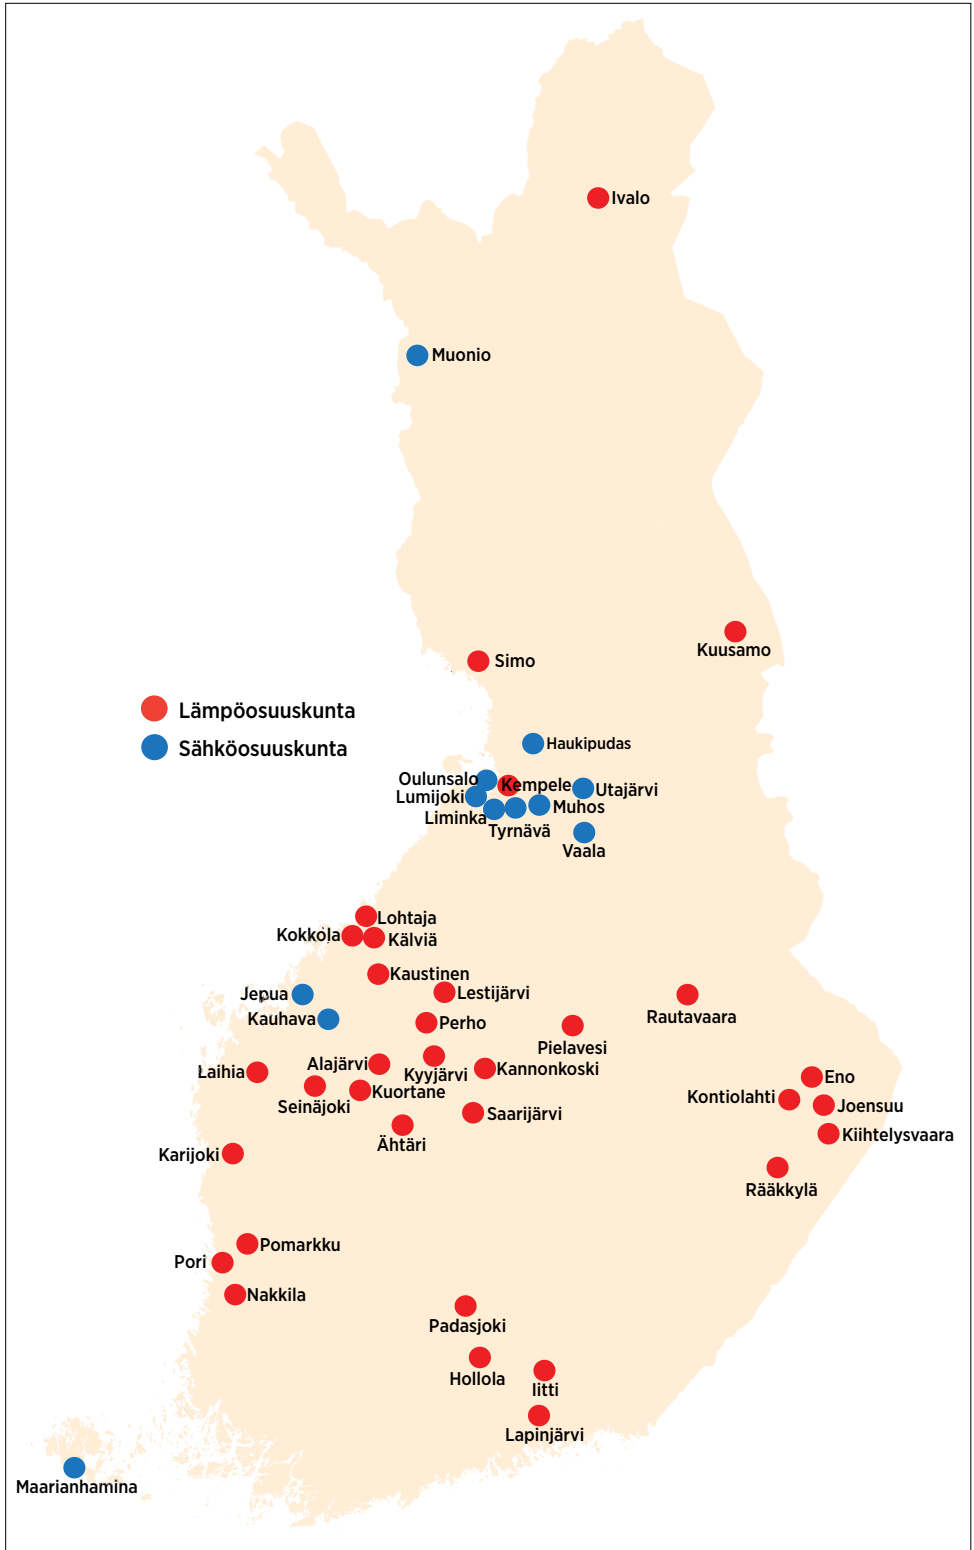 Ivalo
Muonio
Kuusamo
Simo
Lämpöosuuskunta
Sähköosuuskunta
Haukipudas
Oulunsalo
Kempele
Utajärvi
Lumijoki
Muhos
Liminka
Tyrnävä
Vaala
Lohtaja
Kokkola
Kälviä
Kaustinen
Jepua
Lestijärvi
Kauhava
Perho
Rautavaara
Pielavesi
Alajärvi
Kyyjärvi
Kannonkoski
Laihia
Kuortane
Seinäjoki
Eno
Kontiolahti
Joensuu
Saarijärvi
Ähtäri
Kiihtelysvaara
Karijoki
Rääkkylä
Pomarkku
Pori
Nakkila
Padasjoki
Hollola
Iitti
Lapinjärvi
Maarianhamina